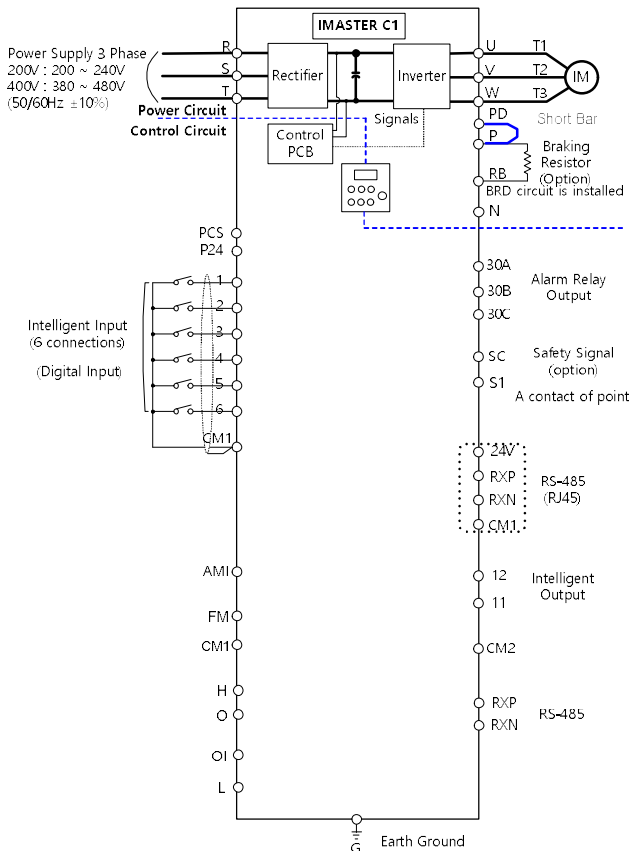 IMASTER C1
Power Supply 3 Phase
200V : 200 ~ 240V
400V : 380 ~ 480V
(50/60Hz ±10%)
R
S
T
Rectifier
Inverter
U
V
W
T1
T2
T3
IM
Power Circuit
Control Circuit
Control
PCB
Signals
PD
P
RB
N
Short Bar
Braking
Resistor
(Option)
BRD circuit is installed
PCS
P24
1
2
3
4
5
6
CM1
Intelligent Input
(6 connections)
(Digital Input)
30A
30B
30C
Alarm Relay
Output
SC
S1
Safety Signal
(option)
A contact of point
24V
RXP
RXN
CM1
RS-485
(RJ45)
AMI
FM
CM1
H
O
OI
L
12
11
Intelligent
Output
CM2
RXP
RXN
RS-485
G
Earth Ground